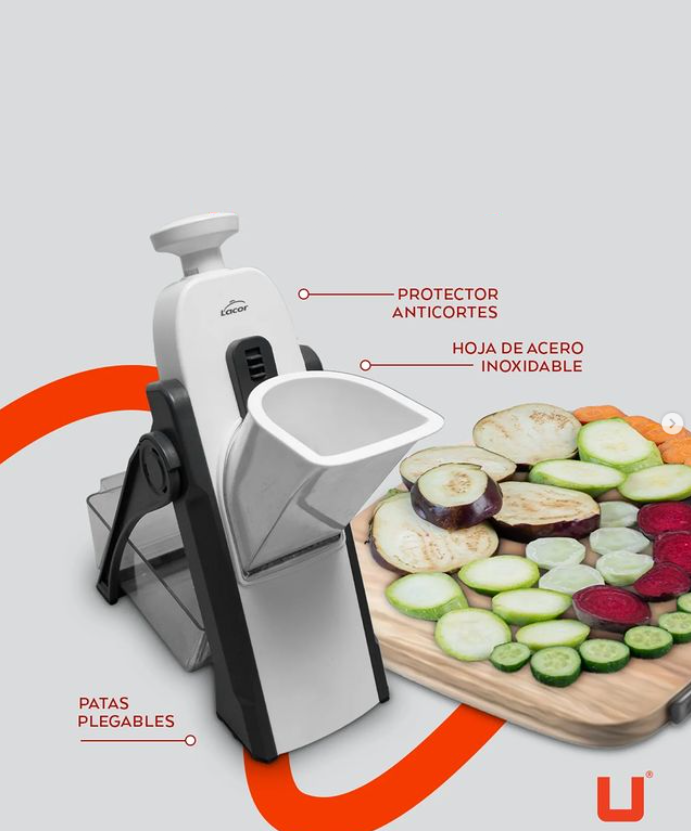 Lacor
PROTECTOR
ANTICORTES
HOJA DE ACERO
INOXIDABLE
PATAS
PLEGABLES
U®